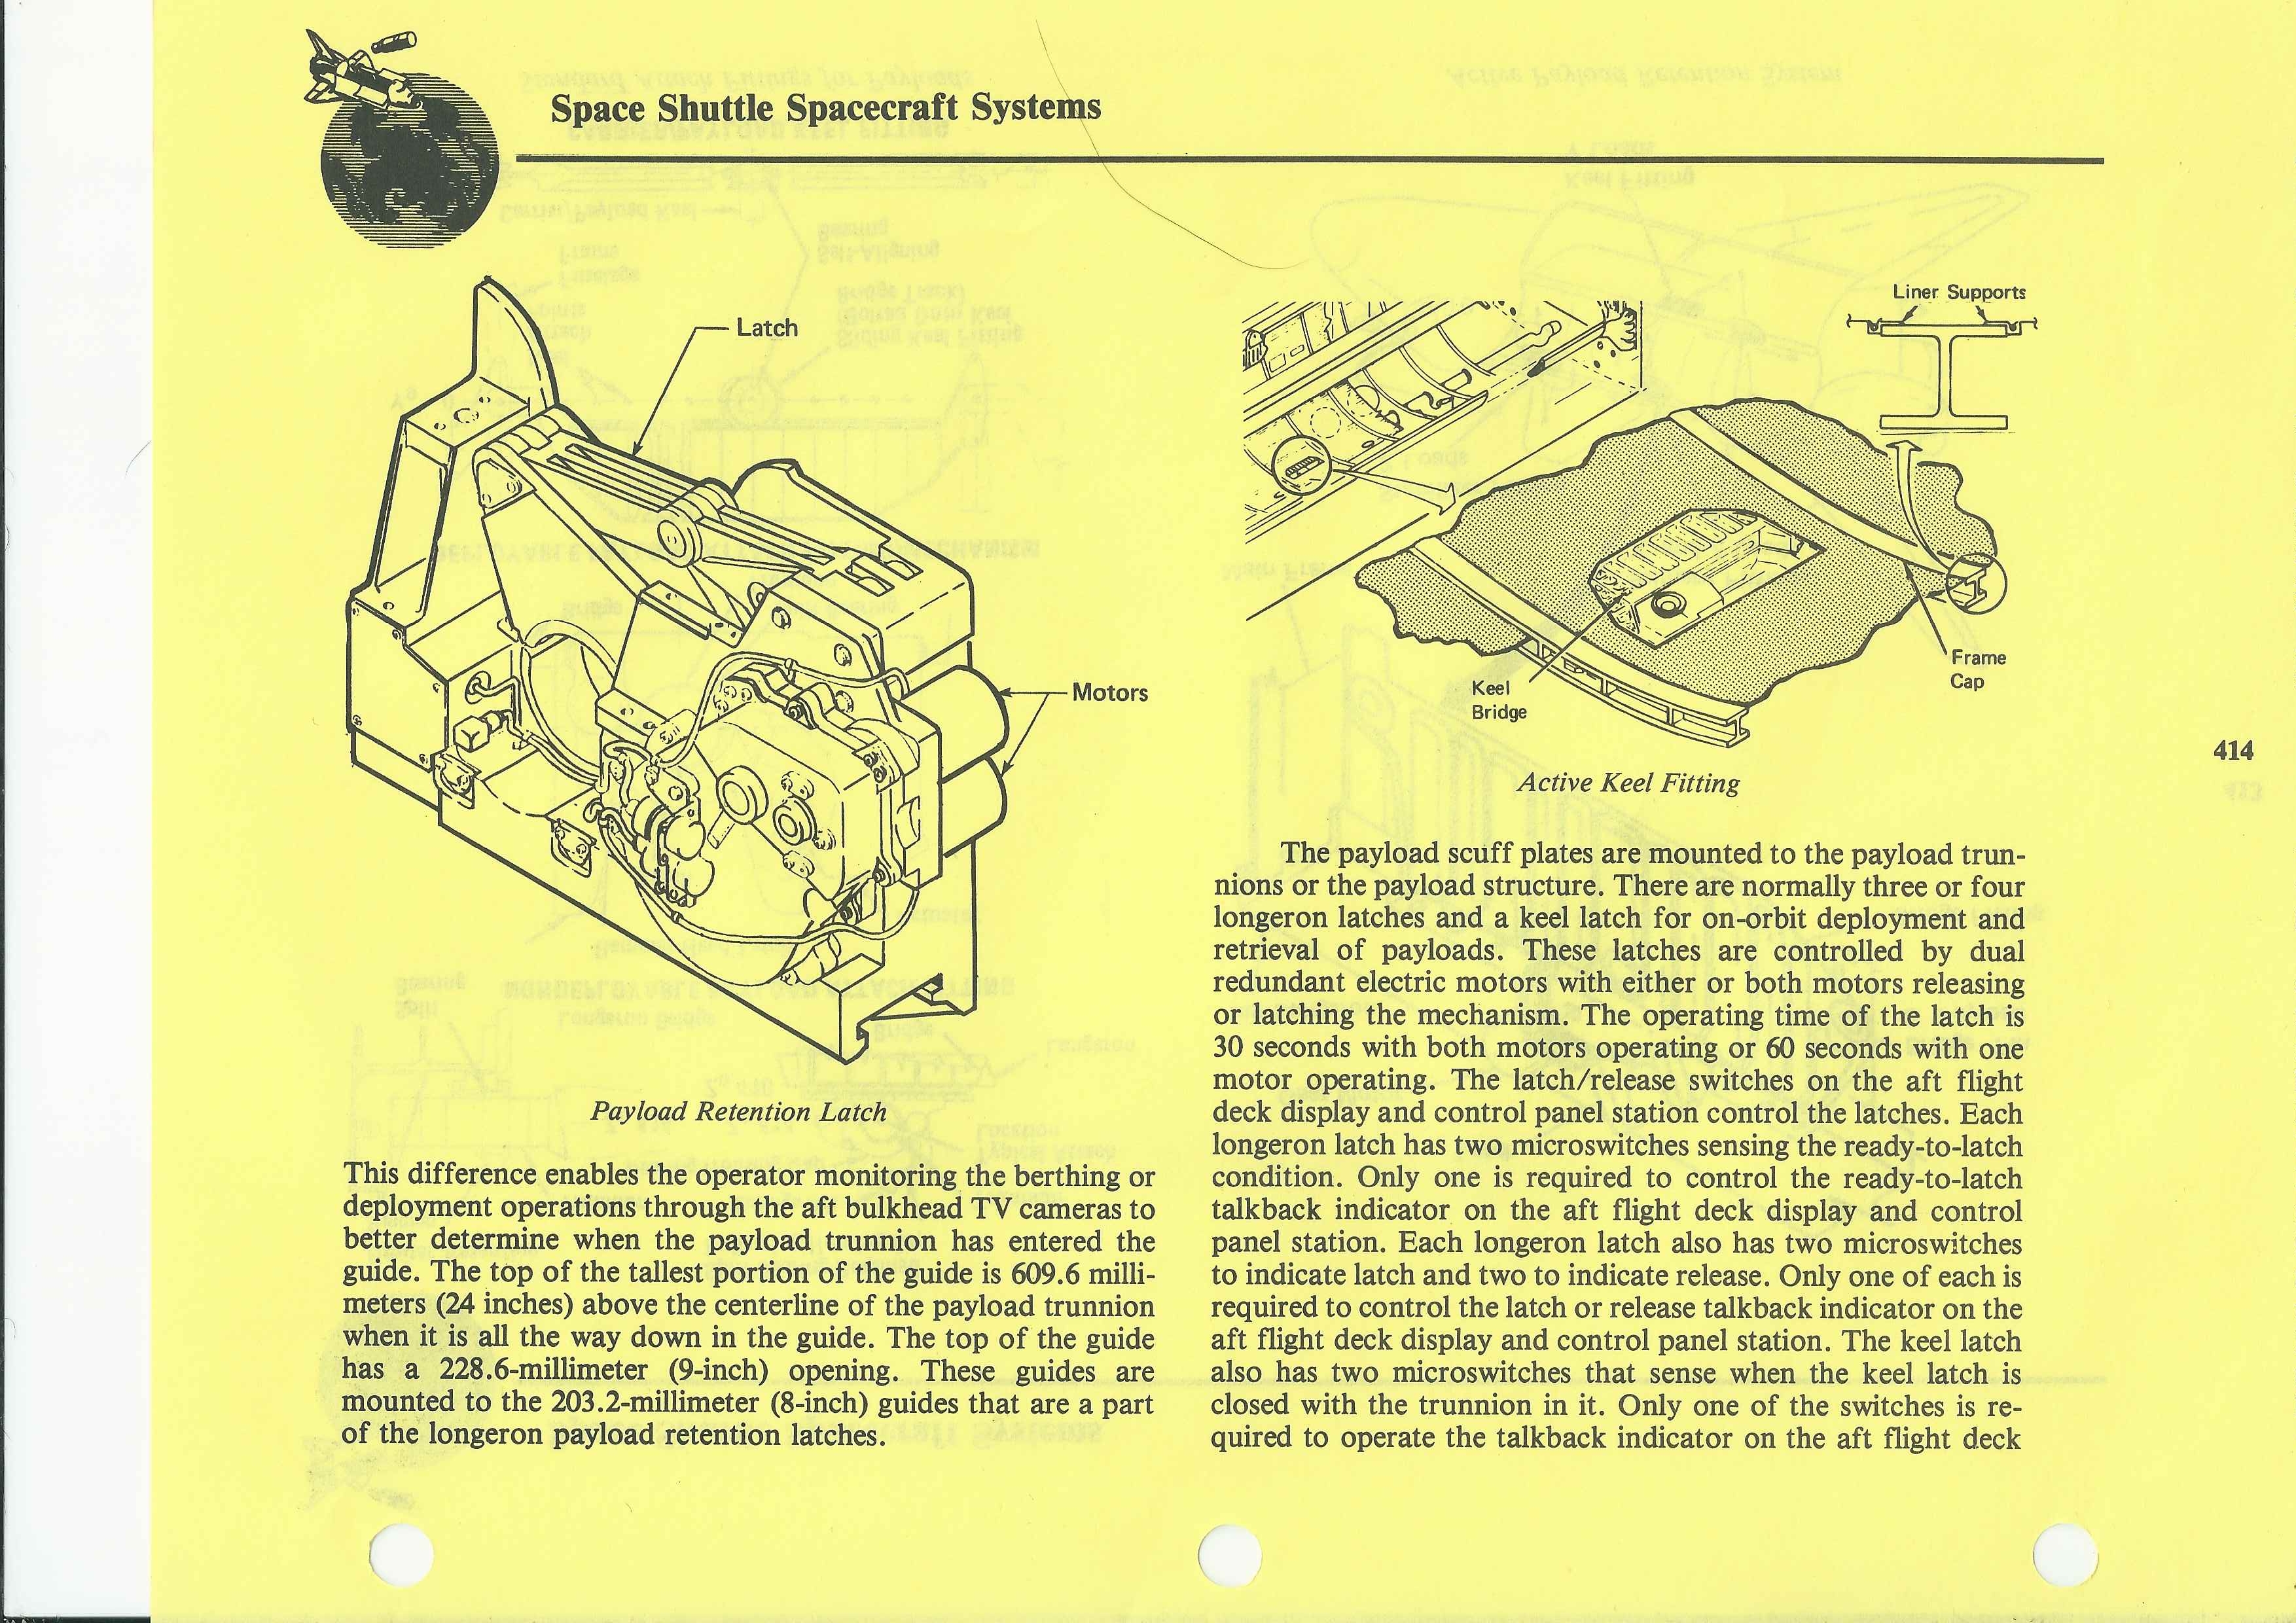 Space Shuttle Spacecraft Systems
Latch
Motors
Payload Retention Latch
This difference enables the operator monitoring the berthing or
deployment operations through the aft bulkhead TV cameras to
better determine when the payload trunnion has entered the
guide. The top of the tallest portion of the guide is 609.6 milli-
meters (24 inches) above the centerline of the payload trunnion
when it is all the way down in the guide. The top of the guide
has a 228.6-millimeter (9-inch) opening. These guides are
mounted to the 203.2-millimeter (8-inch) guides that are a part
of the longeron payload retention latches.
Liner Supports
Keel
Bridge
Frame
Cap
Active Keel Fitting
The payload scuff plates are mounted to the payload trun-
nions or the payload structure. There are normally three or four
longeron latches and a keel latch for on-orbit deployment and
retrieval of payloads. These latches are controlled by dual
redundant electric motors with either or both motors releasing
or latching the mechanism. The operating time of the latch is
30 seconds with both motors operating or 60 seconds with one
motor operating. The latch/release switches on the aft flight
deck display and control panel station control the latches. Each
longeron latch has two microswitches sensing the ready-to-latch
condition. Only one is required to control the ready-to-latch
talkback indicator on the aft flight deck display and control
panel station. Each longeron latch also has two microswitches
to indicate latch and two to indicate release. Only one of each is
required to control the latch or release talkback indicator on the
aft flight deck display and control panel station. The keel latch
also has two microswitches that sense when the keel latch is
closed with the trunnion in it. Only one of the switches is re-
quired to operate the talkback indicator on the aft flight deck
414